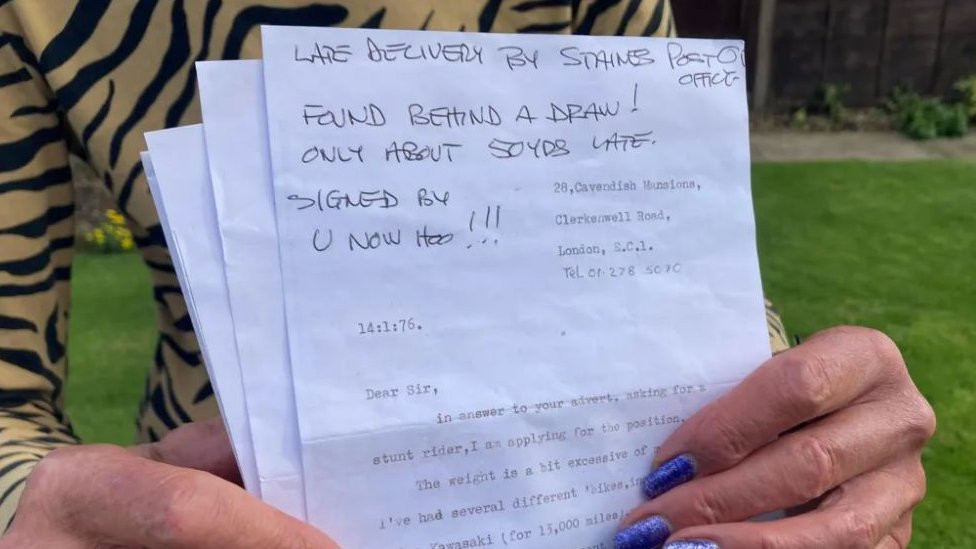 LATE DELIVERY BY STAINES POST
OFFICE
FOUND BEHIND A DRAW!
ONLY ABOUT 50YRS LATE.
SIGNED BY
U NOW HOO!!!
28,Cavendish Mansions,
Clerkenwell Road,
London, E.C.1.
TEL 01 278 5070
14:1:76.
Dear Sir,
in answer to your advert, asking for a
stunt rider,I am applying for the position.
The weight is a bit excessive of
i've had several different 'bikes,in
Kawasaki (for 13,000 miles)